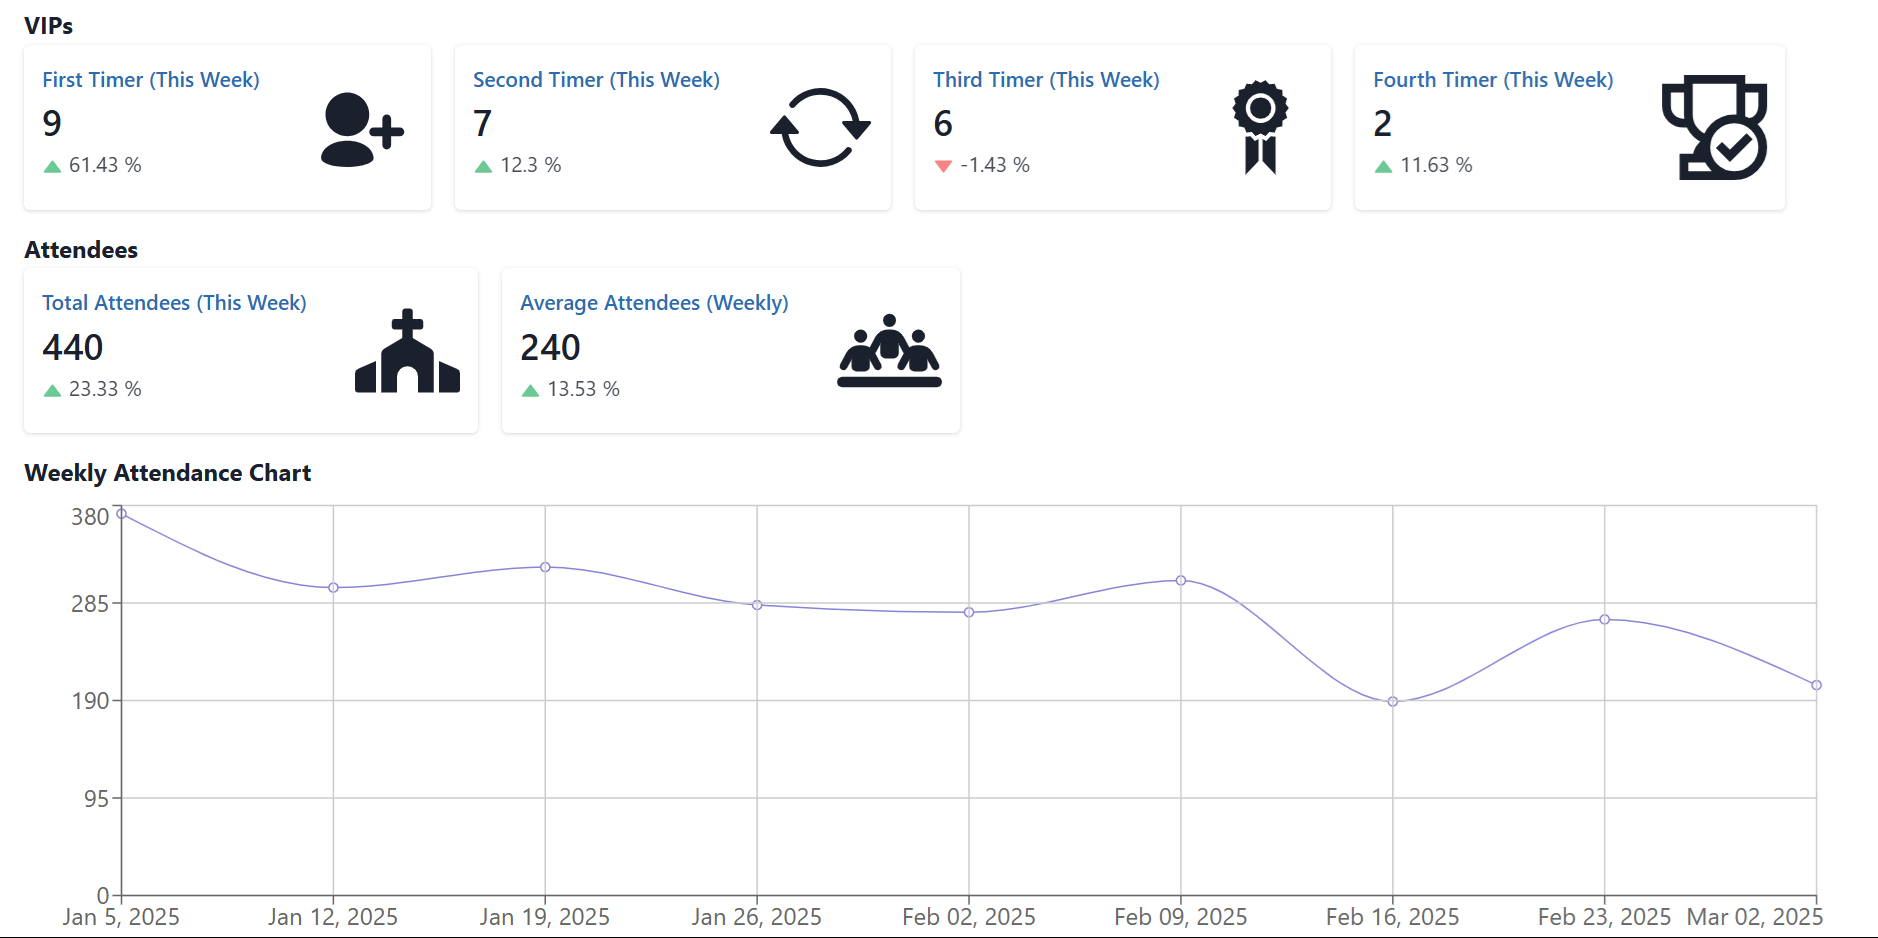 VIPs
First Timer (This Week)
9
61.43 %
Second Timer (This Week)
7
12.3 %
Third Timer (This Week)
6
-1.43 %
Fourth Timer (This Week)
2
11.63 %
Attendees
Total Attendees (This Week)
440
23.33 %
Average Attendees (Weekly)
240
13.53 %
Weekly Attendance Chart
380
285
190
95
0
Jan 5, 2025
Jan 12, 2025
Jan 19, 2025
Jan 26, 2025
Feb 02, 2025
Feb 09, 2025
Feb 16, 2025
Feb 23, 2025
Mar 02, 2025